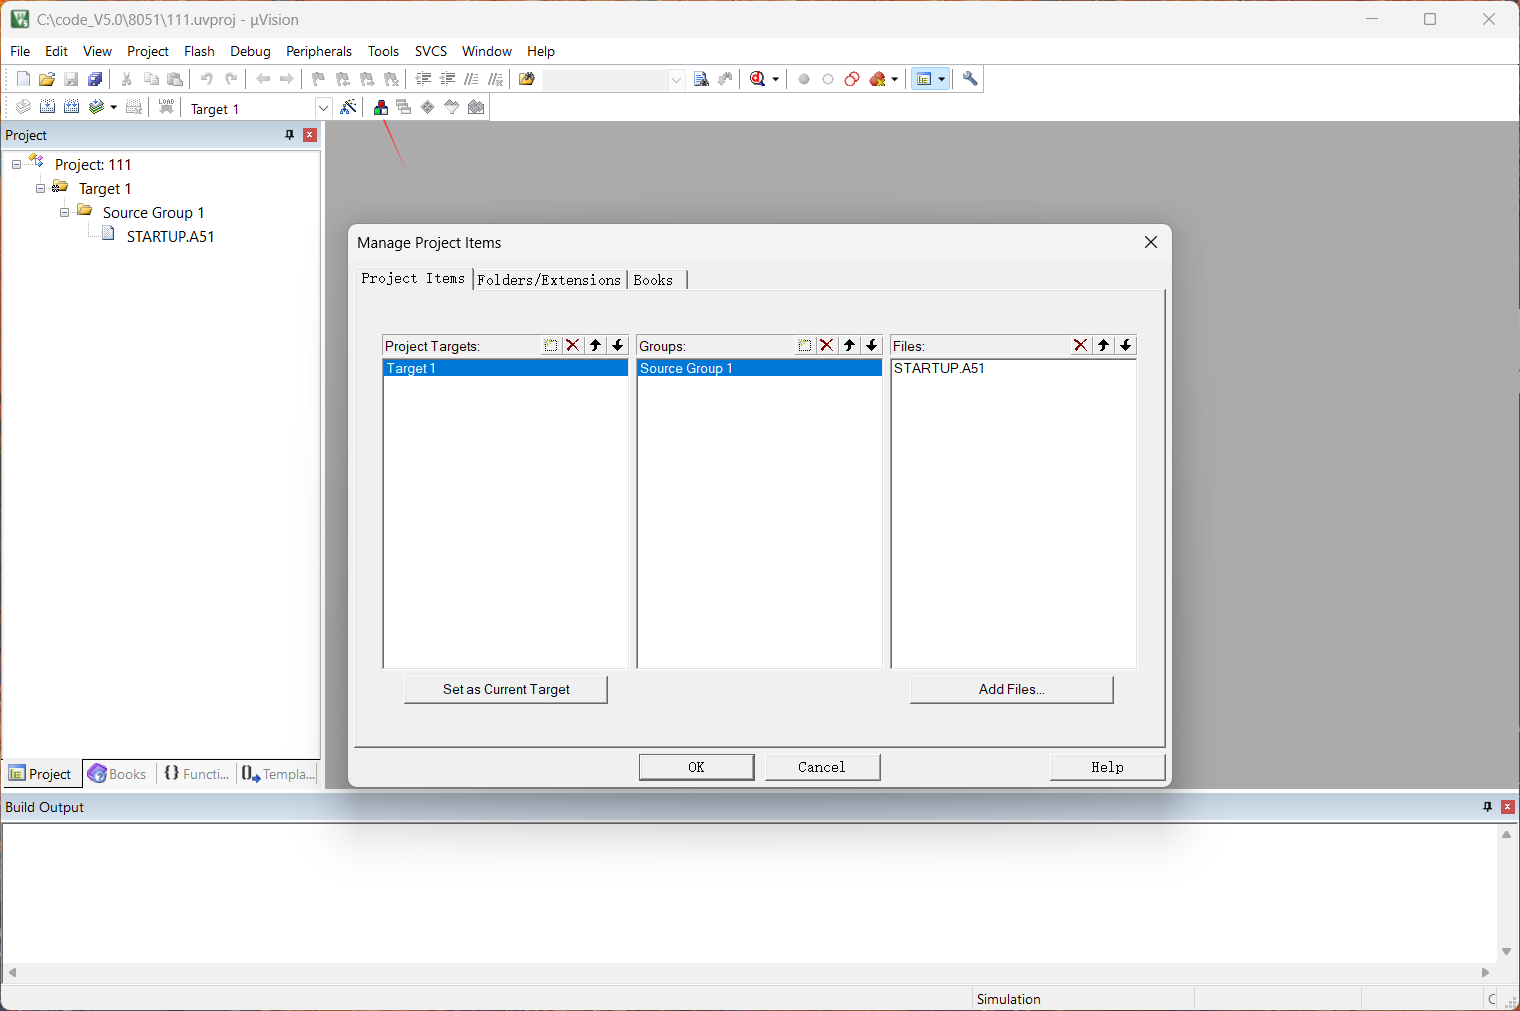 C:\code_V5.0\8051\111.uvproj - µVision
File Edit View Project Flash Debug Peripherals Tools SVCS Window Help
LOAD
Target 1
Project
Project: 111
Target 1
Source Group 1
STARTUP.A51
Manage Project Items
Project Items Folders/Extensions Books
Project Targets: Groups: Files:
Target 1 Source Group 1 STARTUP.A51
Set as Current Target Add Files...
OK Cancel Help
Project Books {} Functi... 0 Templa...
Build Output
Simulation
C